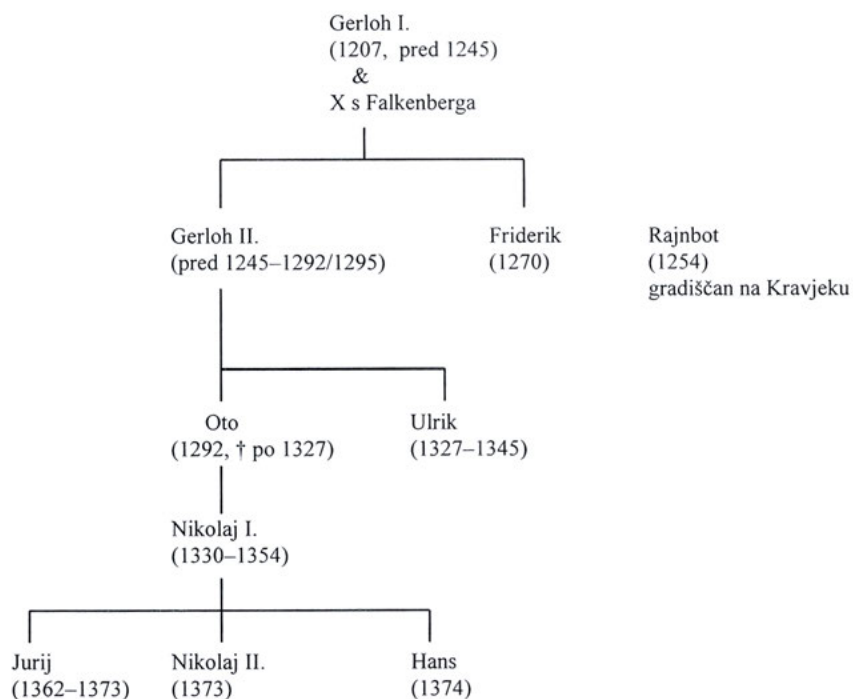 Gerloh I.
(1207, pred 1245)
&
X s Falkenberga
Gerloh II.
(pred 1245–1292/1295)
Friderik
(1270)
Rajnbot
(1254)
gradiščan na Kravjeku
Oto
(1292, † po 1327)
Ulrik
(1327–1345)
Nikolaj I.
(1330–1354)
Jurij
(1362–1373)
Nikolaj II.
(1373)
Hans
(1374)